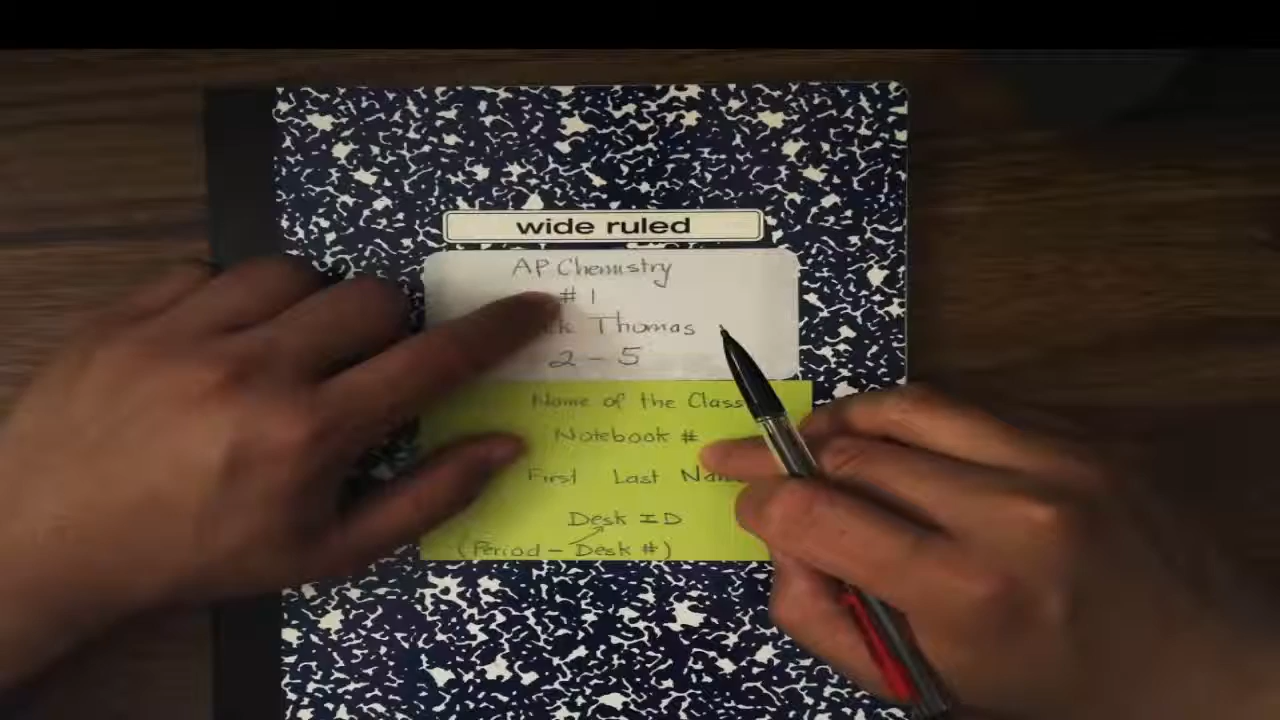 wide ruled
AP Chemistry
# 1
Thomas
2 - 5
Name of the Class
Notebook #
First Last
Desk ID
(Period - Desk #)